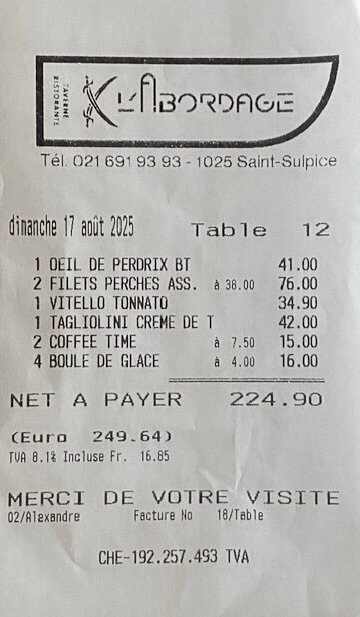 TAVERNE
RISTORANTE
L'ABORDAGE
Tél. 021 691 93 93 - 1025 Saint-Sulpice
dimanche 17 août 2025 Table 12
1 OEIL DE PERDRIX BT 41.00
2 FILETS PERCHES ASS. à 38.00 76.00
1 VITELLO TONNATO 34.90
1 TAGLIOLINI CREME DE T 42.00
2 COFFEE TIME à 7.50 15.00
4 BOULE DE GLACE à 4.00 16.00
NET A PAYER 224.90
(Euro 249.64)
TVA 8.1% Incluse Fr. 16.85
MERCI DE VOTRE VISITE
02/Alexandre Facture No 18/Table
CHE-192.257.493 TVA